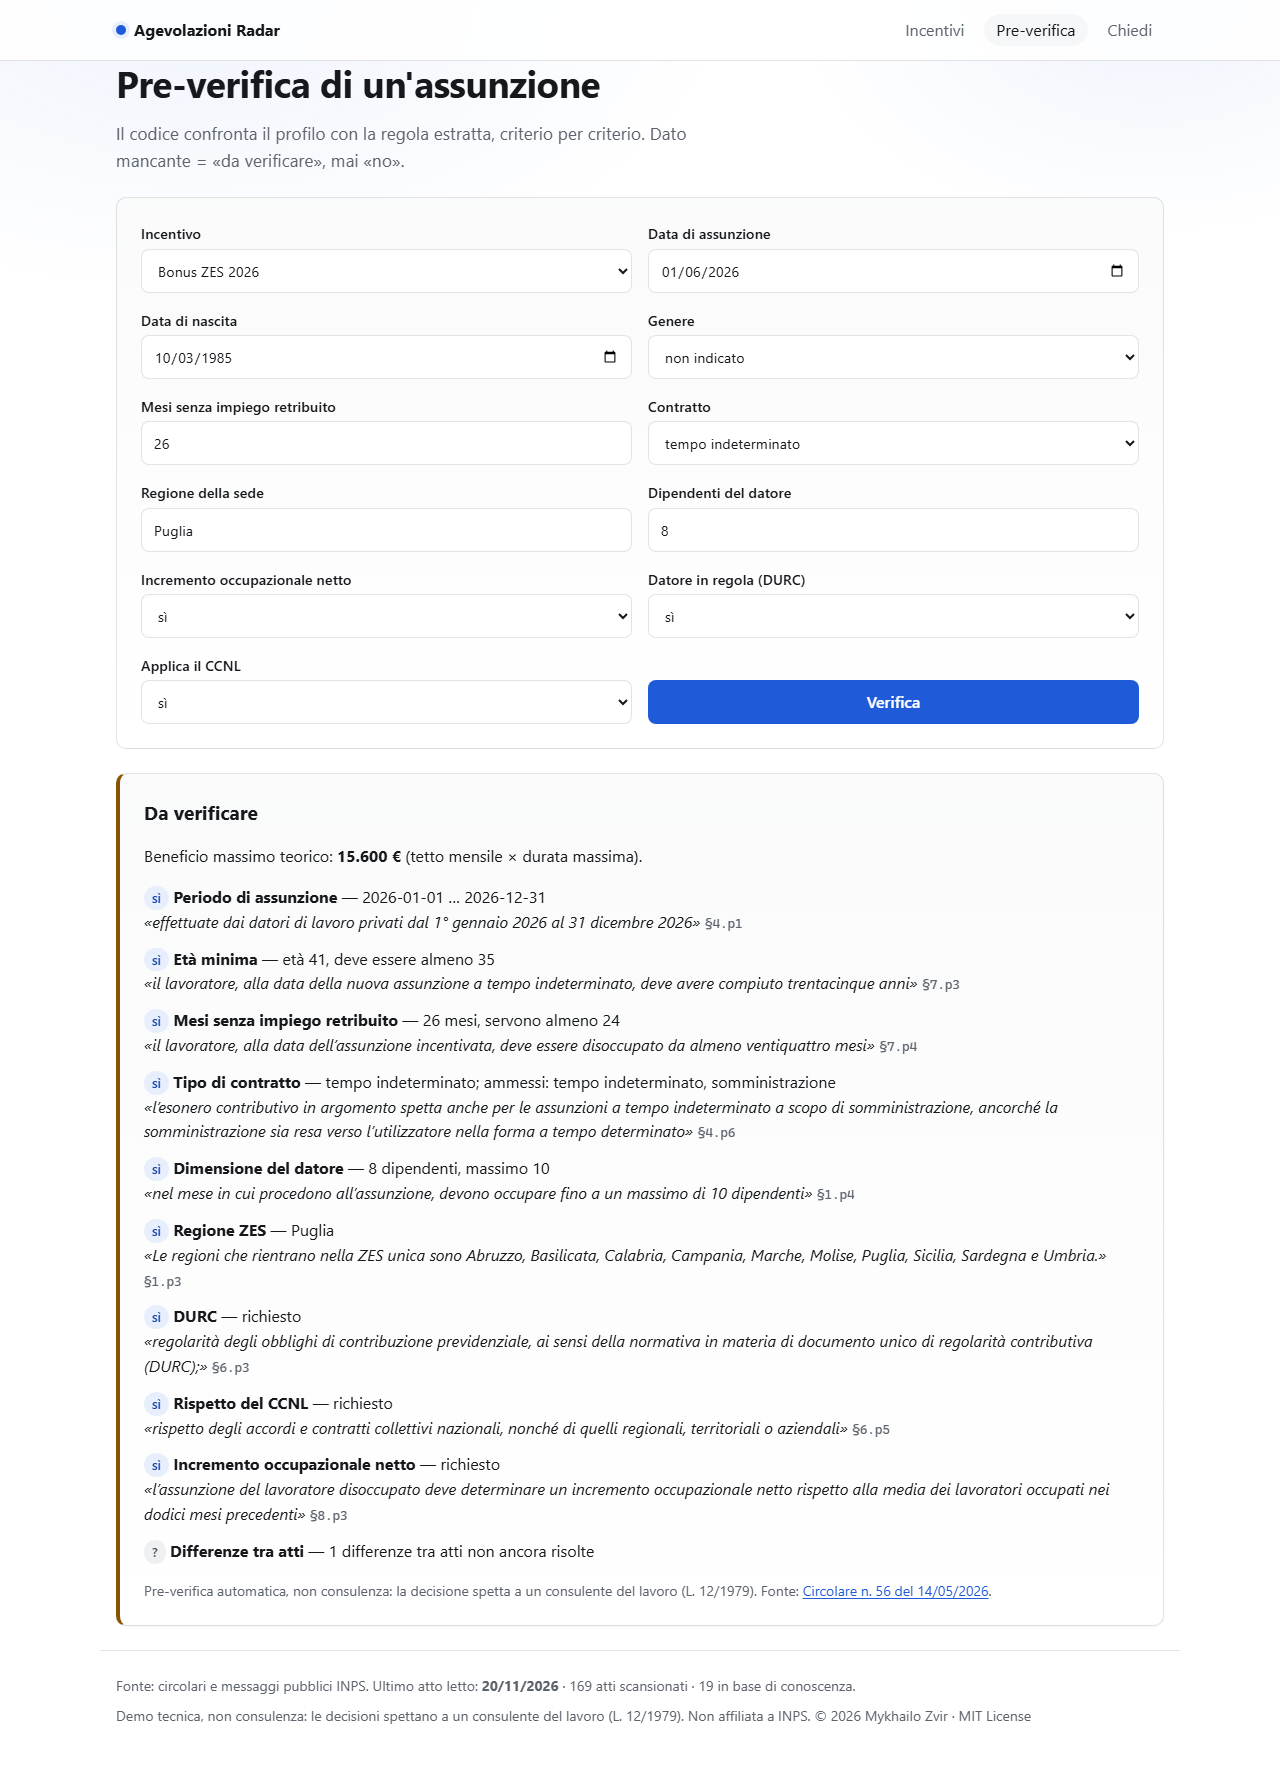 Agevolazioni Radar
Incentivi
Pre-verifica
Chiedi
Pre-verifica di un'assunzione
Il codice confronta il profilo con la regola estratta, criterio per criterio. Dato
mancante = «da verificare», mai «no».
Incentivo
Data di assunzione
Bonus ZES 2026
01/06/2026
Data di nascita
Genere
10/03/1985
non indicato
Mesi senza impiego retribuito
Contratto
26
tempo indeterminato
Regione della sede
Dipendenti del datore
Puglia
8
Incremento occupazionale netto
Datore in regola (DURC)
sì
sì
Applica il CCNL
sì
Verifica
Da verificare
Beneficio massimo teorico: 15.600 € (tetto mensile × durata massima).
sì Periodo di assunzione — 2026-01-01 … 2026-12-31
«effettuate dai datori di lavoro privati dal 1° gennaio 2026 al 31 dicembre 2026» §4.p1
sì Età minima — età 41, deve essere almeno 35
«il lavoratore, alla data della nuova assunzione a tempo indeterminato, deve avere compiuto trentacinque anni» §7.p3
sì Mesi senza impiego retribuito — 26 mesi, servono almeno 24
«il lavoratore, alla data dell’assunzione incentivata, deve essere disoccupato da almeno ventiquattro mesi» §7.p4
sì Tipo di contratto — tempo indeterminato; ammessi: tempo indeterminato, somministrazione
«l’esonero contributivo in argomento spetta anche per le assunzioni a tempo indeterminato a scopo di somministrazione, ancorché la
somministrazione sia resa verso l’utilizzatore nella forma a tempo determinato» §4.p6
sì Dimensione del datore — 8 dipendenti, massimo 10
«nel mese in cui procedono all’assunzione, devono occupare fino a un massimo di 10 dipendenti» §1.p4
sì Regione ZES — Puglia
«Le regioni che rientrano nella ZES unica sono Abruzzo, Basilicata, Calabria, Campania, Marche, Molise, Puglia, Sicilia, Sardegna e Umbria.»
§1.p3
sì DURC — richiesto
«regolarità degli obblighi di contribuzione previdenziale, ai sensi della normativa in materia di documento unico di regolarità contributiva
(DURC);» §6.p3
sì Rispetto del CCNL — richiesto
«rispetto degli accordi e contratti collettivi nazionali, nonché di quelli regionali, territoriali o aziendali» §6.p5
sì Incremento occupazionale netto — richiesto
«l’assunzione del lavoratore disoccupato deve determinare un incremento occupazionale netto rispetto alla media dei lavoratori occupati nei
dodici mesi precedenti» §8.p3
? Differenze tra atti — 1 differenze tra atti non ancora risolte
Pre-verifica automatica, non consulenza: la decisione spetta a un consulente del lavoro (L. 12/1979). Fonte: Circolare n. 56 del 14/05/2026.
Fonte: circolari e messaggi pubblici INPS. Ultimo atto letto: 20/11/2026 · 169 atti scansionati · 19 in base di conoscenza.
Demo tecnica, non consulenza: le decisioni spettano a un consulente del lavoro (L. 12/1979). Non affiliata a INPS. © 2026 Mykhailo Zvir · MIT License